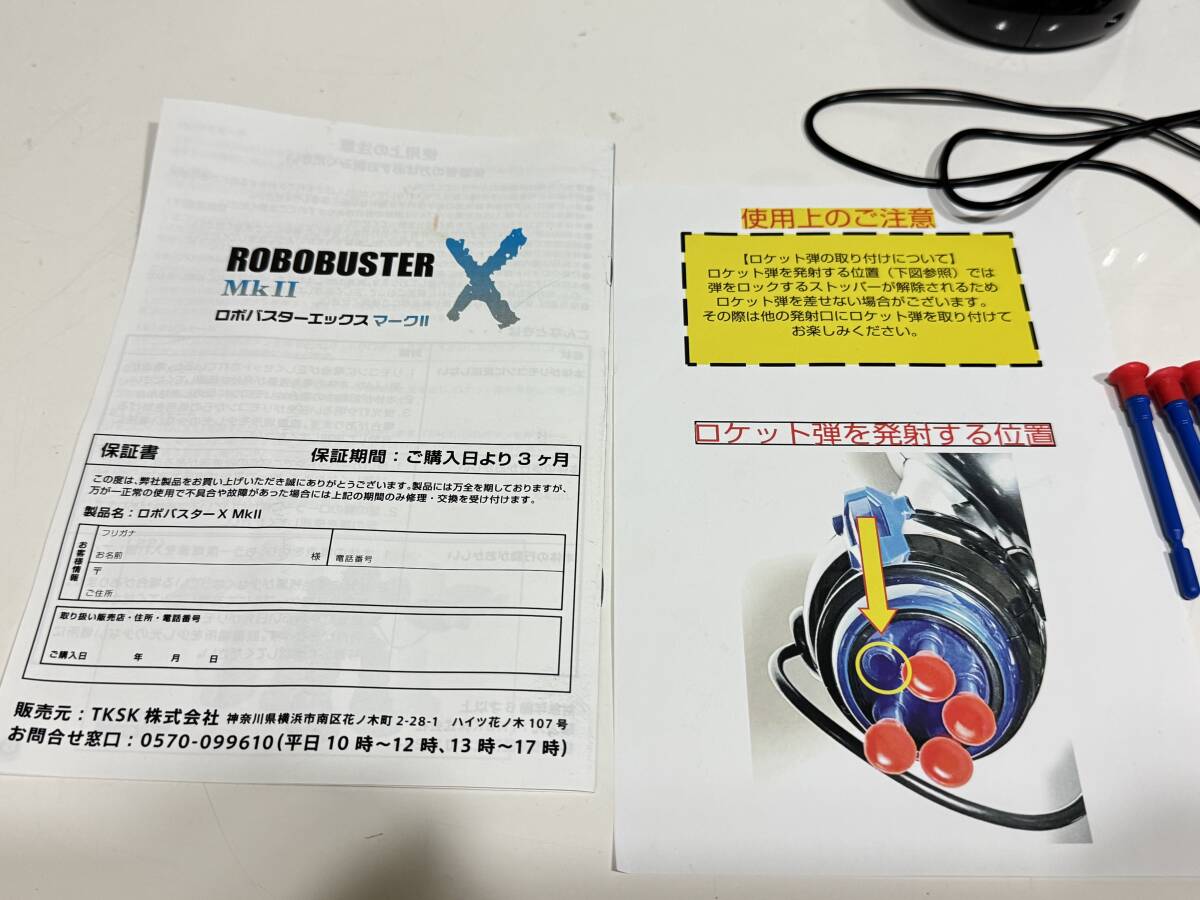 ROBOBUSTER X
MkII
ロボバスターエックス マークII
保証書 保証期間：ご購入日より3ヶ月
この度は、弊社製品をお買い上げいただき誠にありがとうございます。製品には万全を期しておりますが、
万が一正常の使用で不具合や故障があった場合には上記の期間のみ修理・交換を受け付けます。
製品名：ロボバスターX MkII
お客様情報
フリガナ
お名前 様 電話番号
〒
ご住所
取り扱い販売店・住所・電話番号
ご購入日 年 月 日
販売元：TKSK 株式会社 神奈川県横浜市南区花ノ木町 2-28-1 ハイツ花ノ木 107 号
お問合せ窓口：0570-099610（平日 10 時～12 時、13 時～17 時）
使用上のご注意
【ロケット弾の取り付けについて】
ロケット弾を発射する位置（下図参照）では
弾をロックするストッパーが解除されるため
ロケット弾を差せない場合がございます。
その際は他の発射口にロケット弾を取り付けて
お楽しみください。
ロケット弾を発射する位置